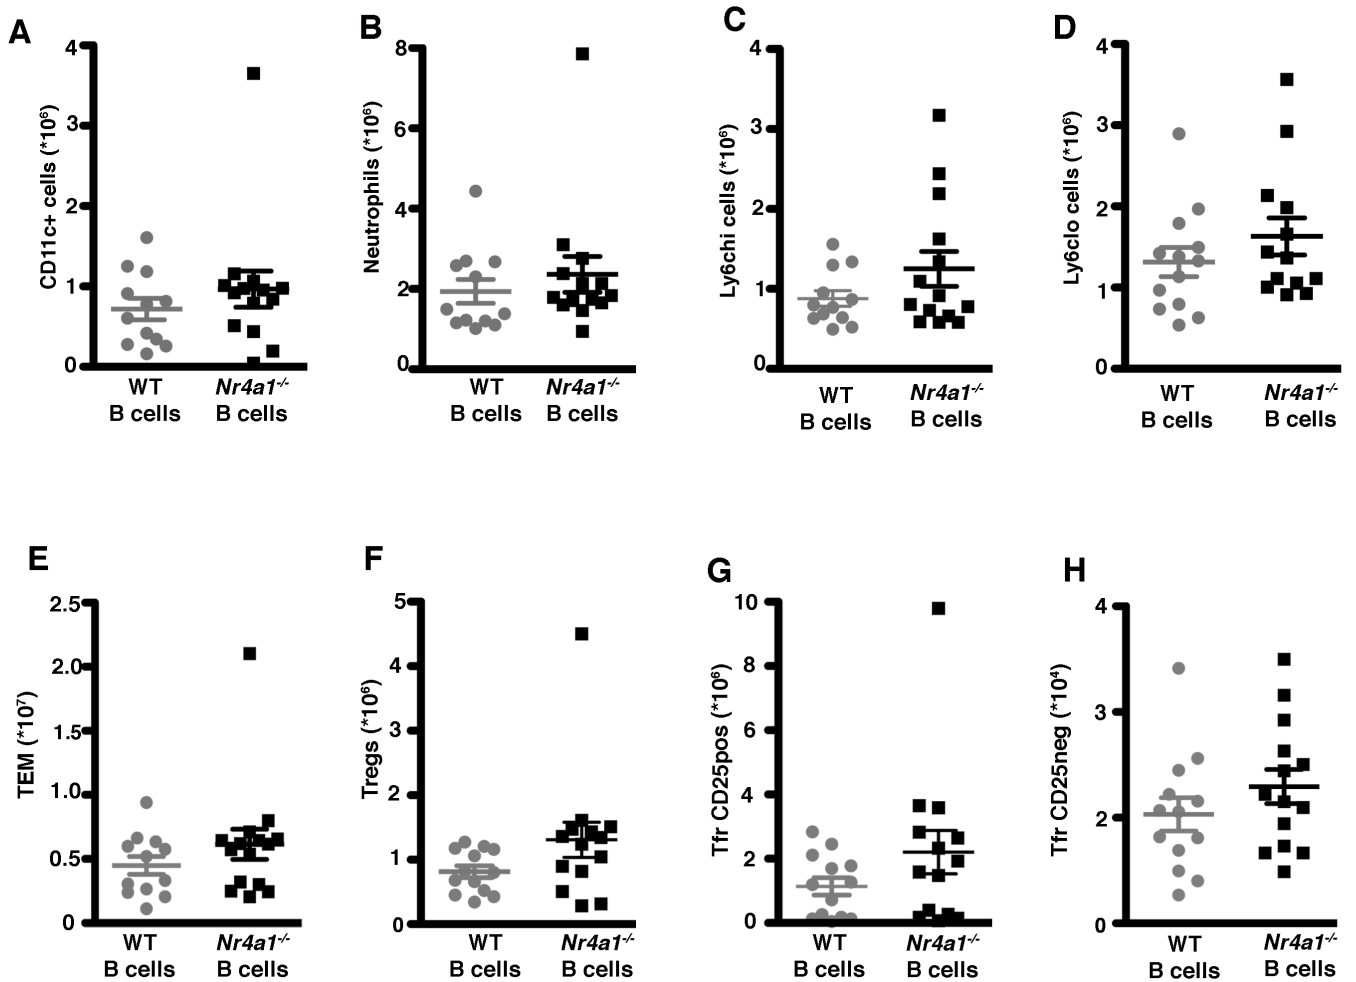 A
CD11c+ cells (*10⁶)
4
3
2
1
0
WT
B cells
Nr4a1⁻/⁻
B cells
B
Neutrophils (*10⁶)
8
6
4
2
0
WT
B cells
Nr4a1⁻/⁻
B cells
C
Ly6chi cells (*10⁶)
4
3
2
1
0
WT
B cells
Nr4a1⁻/⁻
B cells
D
Ly6clo cells (*10⁶)
4
3
2
1
0
WT
B cells
Nr4a1⁻/⁻
B cells
E
TEM (*10⁷)
2.5
2.0
1.5
1.0
0.5
0
WT
B cells
Nr4a1⁻/⁻
B cells
F
Tregs (*10⁶)
5
4
3
2
1
0
WT
B cells
Nr4a1⁻/⁻
B cells
G
Tfr CD25pos (*10⁶)
10
8
6
4
2
0
WT
B cells
Nr4a1⁻/⁻
B cells
H
Tfr CD25neg (*10⁴)
4
3
2
1
0
WT
B cells
Nr4a1⁻/⁻
B cells